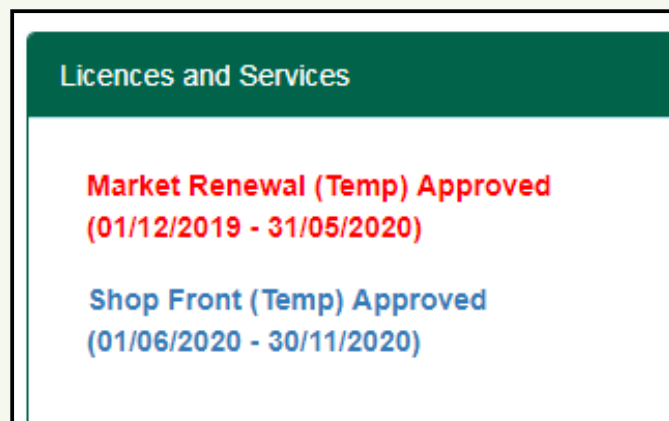 Licences and Services
Market Renewal (Temp) Approved
(01/12/2019 - 31/05/2020)
Shop Front (Temp) Approved
(01/06/2020 - 30/11/2020)